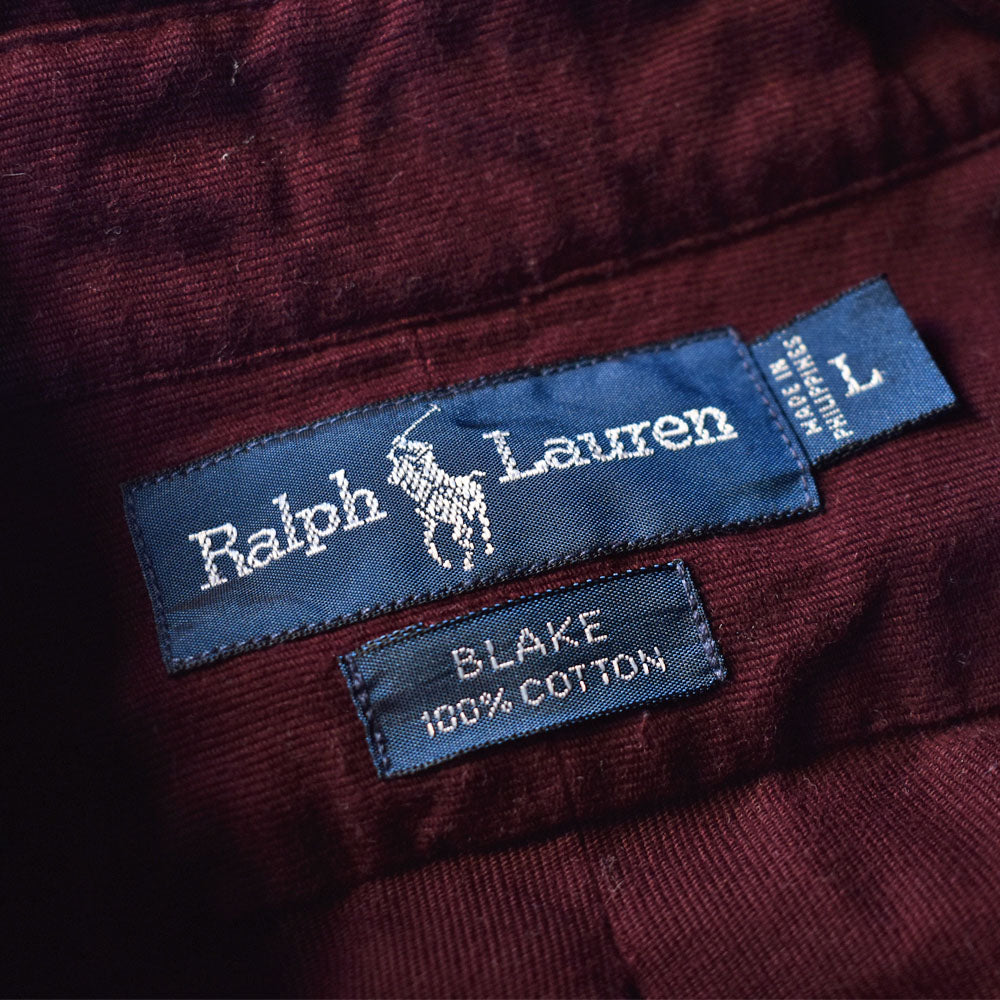 Ralph Lauren
L
MADE IN
PHILIPPINES
BLAKE
100% COTTON